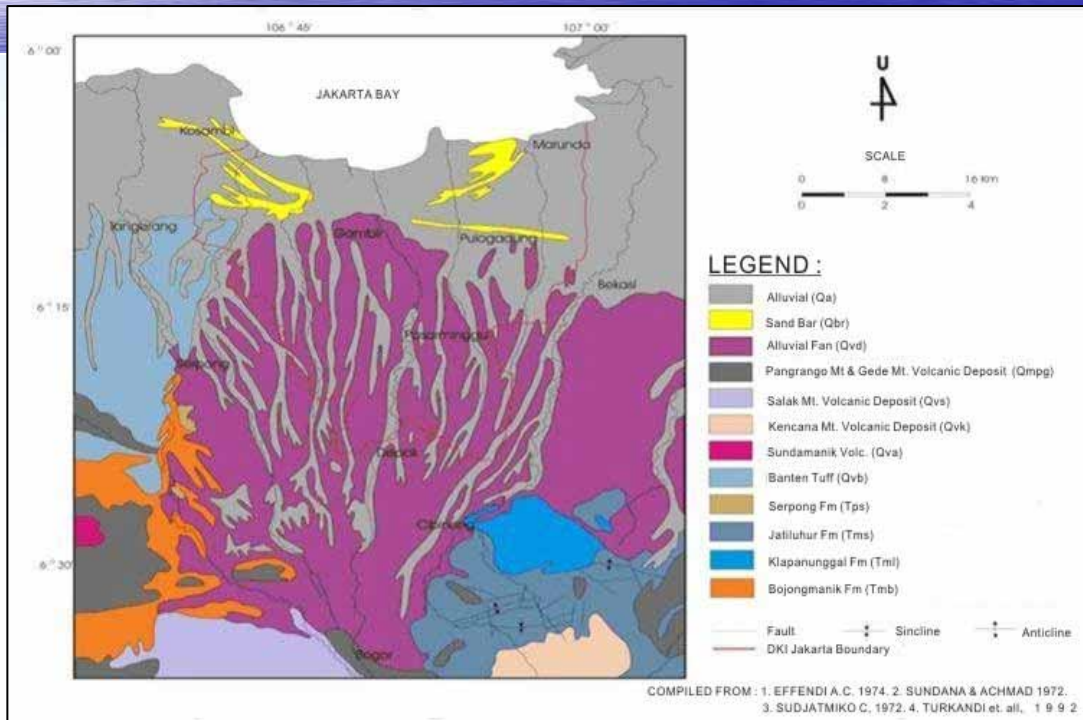 106 ° 45'
107 ° 00'
6 ° 00'
U
JAKARTA BAY
Kosambi
Marunda
SCALE
0 8 16 Km
0 2 4
Tangerang
Gambir
Pulogadung
LEGEND :
Bekasi
Alluvial (Qa)
6 ° 15'
Sand Bar (Qbr)
Pasarminggu
Alluvial Fan (Qvd)
Serpong
Pangrango Mt & Gede Mt. Volcanic Deposit (Qmpg)
Salak Mt. Volcanic Deposit (Qvs)
Kencana Mt. Volcanic Deposit (Qvk)
Depok
Sundamanik Volc. (Qva)
Banten Tuff (Qvb)
Serpong Fm (Tps)
Cibinong
Jatiluhur Fm (Tms)
Klapanunggal Fm (Tml)
6 ° 30'
Bojongmanik Fm (Tmb)
Fault Sincline Anticline
DKI Jakarta Boundary
Bogor
COMPILED FROM : 1. EFFENDI A.C. 1974. 2. SUNDANA & ACHMAD 1972.
3. SUDJATMIKO C, 1972. 4. TURKANDI et. all, 1992